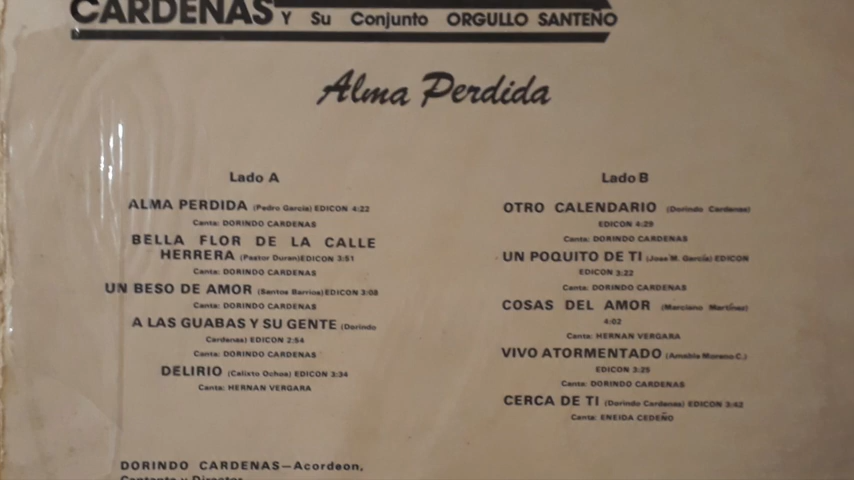 CARDENAS Y Su Conjunto ORGULLO SANTEÑO
Alma Perdida
Lado A
ALMA PERDIDA (Pedro Garcia) EDICON 4:22
Canta: DORINDO CARDENAS
BELLA FLOR DE LA CALLE
HERRERA (Pastor Duran) EDICON 3:51
Canta: DORINDO CARDENAS
UN BESO DE AMOR (Santos Barrios) EDICON 3:08
Canta: DORINDO CARDENAS
A LAS GUABAS Y SU GENTE (Dorindo
Cardenas) EDICON 2:54
Canta: DORINDO CARDENAS
DELIRIO (Calixto Ochoa) EDICON 3:34
Canta: HERNAN VERGARA
Lado B
OTRO CALENDARIO (Dorindo Cardenas)
EDICON 4:29
Canta: DORINDO CARDENAS
UN POQUITO DE TI (Jose M. Garcia) EDICON
EDICON 3:22
Canta: DORINDO CARDENAS
COSAS DEL AMOR (Marciano Martínez)
4:02
Canta: HERNAN VERGARA
VIVO ATORMENTADO (Amabia Moreno C.)
EDICON 3:25
Canta: DORINDO CARDENAS
CERCA DE TI (Dorindo Cardenas) EDICON 3:42
Canta: ENEIDA CEDEÑO
DORINDO CARDENAS—Acordeon,
Cantante y Director